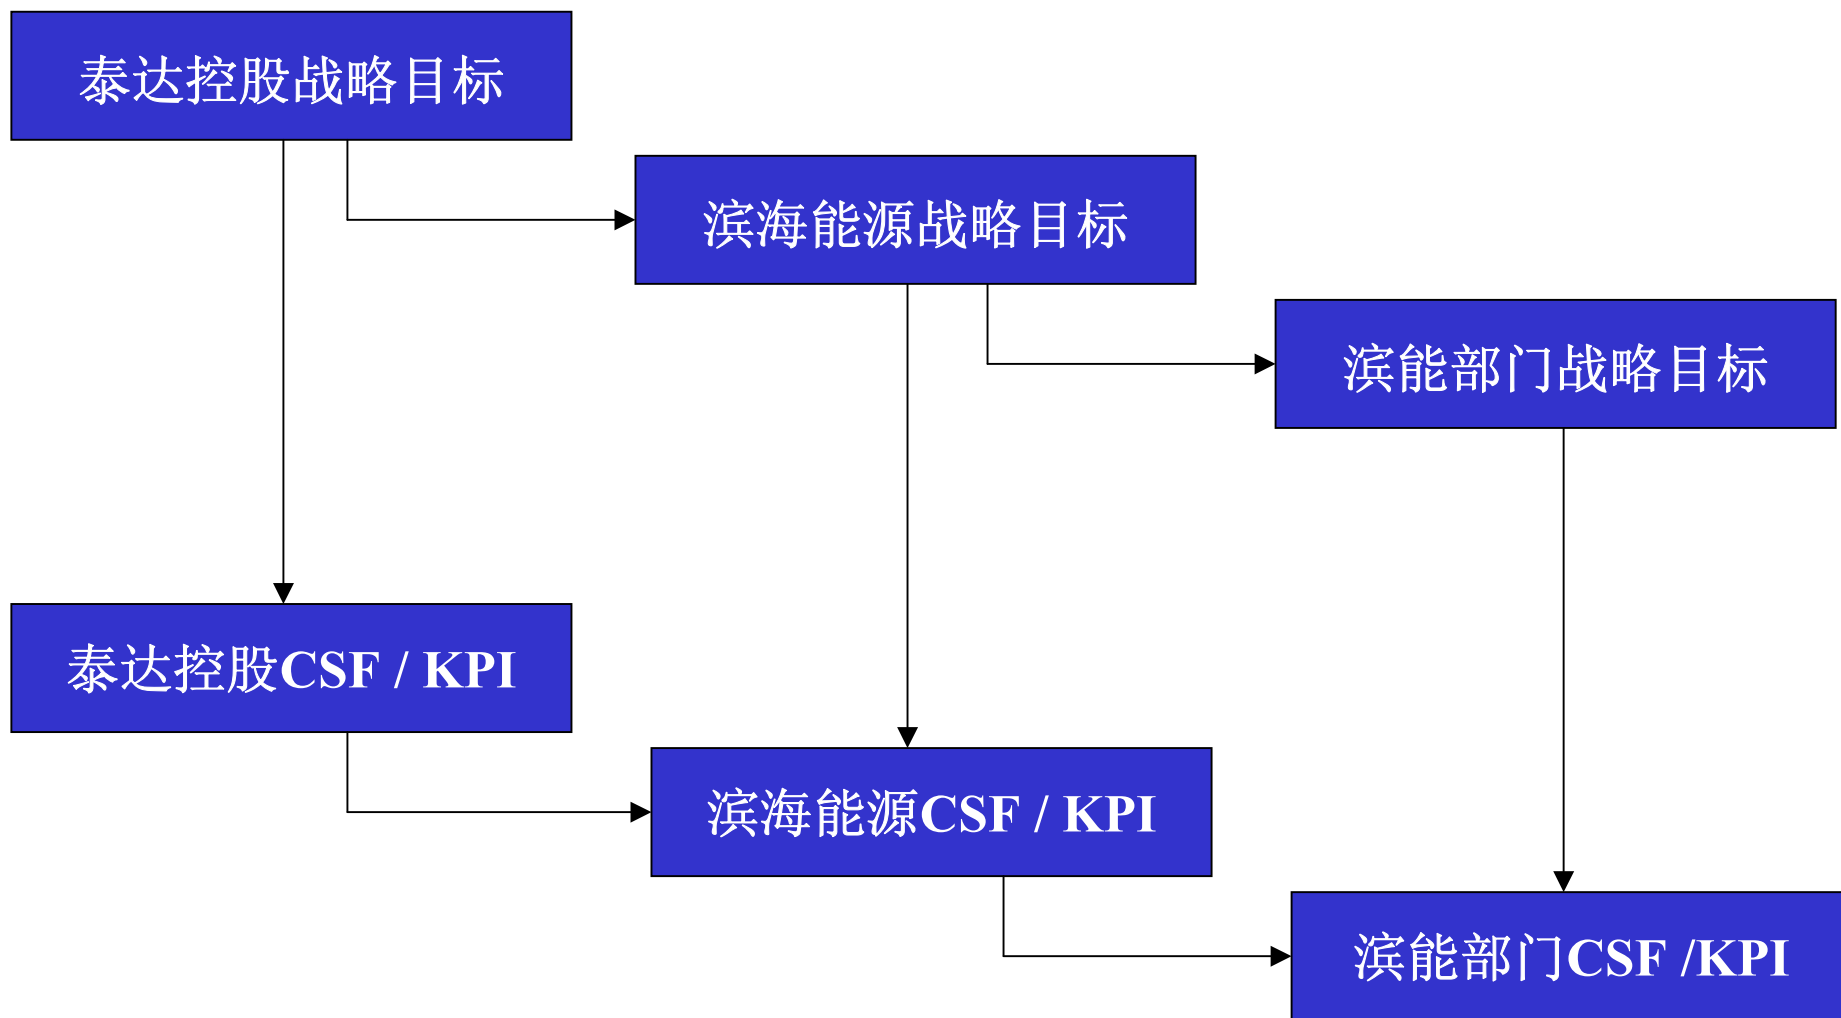 泰达控股战略目标
滨海能源战略目标
滨能部门战略目标
泰达控股CSF / KPI
滨海能源CSF / KPI
滨能部门CSF /KPI